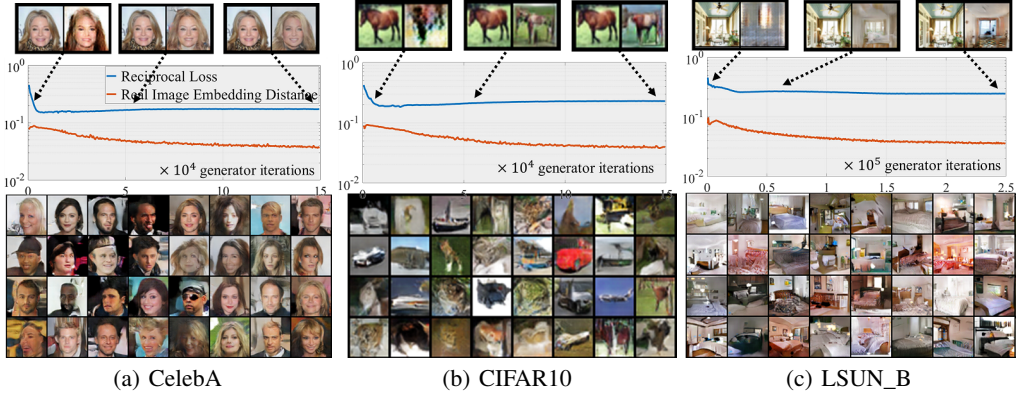 10^0
10^-1
10^-2
Reciprocal Loss
Real Image Embedding Distance
× 10^4 generator iterations
0
5
15
10^0
10^-1
10^-2
× 10^4 generator iterations
0
5
15
10^0
10^-1
10^-2
× 10^5 generator iterations
0
0.5
1
1.5
2
2.5
(a) CelebA
(b) CIFAR10
(c) LSUN_B